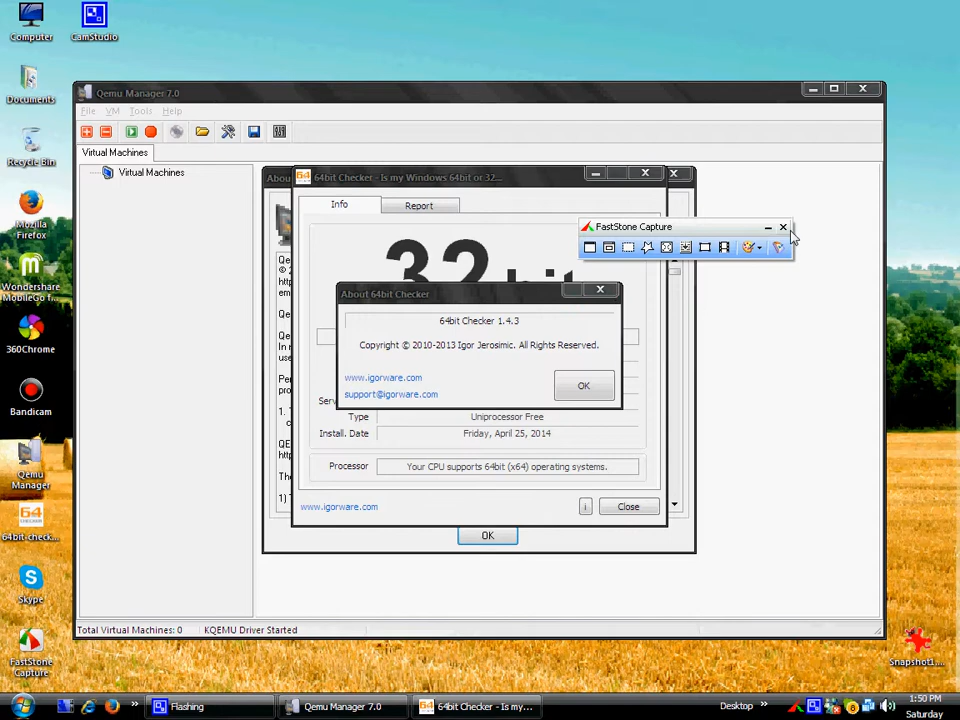 Computer
CamStudio
Documents
Recycle Bin
Mozilla
Firefox
Wondershare
MobileGo f...
360Chrome
Bandicam
Qemu
Manager
64bit-check...
Skype
FastStone
Capture
Snapshot1,...
Qemu Manager 7.0
File VM Tools Help
Virtual Machines
Virtual Machines
Total Virtual Machines: 0 KQEMU Driver Started
Abou
OK
64
64bit Checker - Is my Windows 64bit or 32...
Info Report
32 bit
Type Uniprocessor Free
Install. Date Friday, April 25, 2014
Processor Your CPU supports 64bit (x64) operating systems.
www.igorware.com i Close
FastStone Capture
About 64bit Checker
64bit Checker 1.4.3
Copyright © 2010-2013 Igor Jerosimic. All Rights Reserved.
www.igorware.com
support@igorware.com
OK
Flashing
Qemu Manager 7.0
64bit Checker - Is my...
Desktop
1:50 PM
Saturday